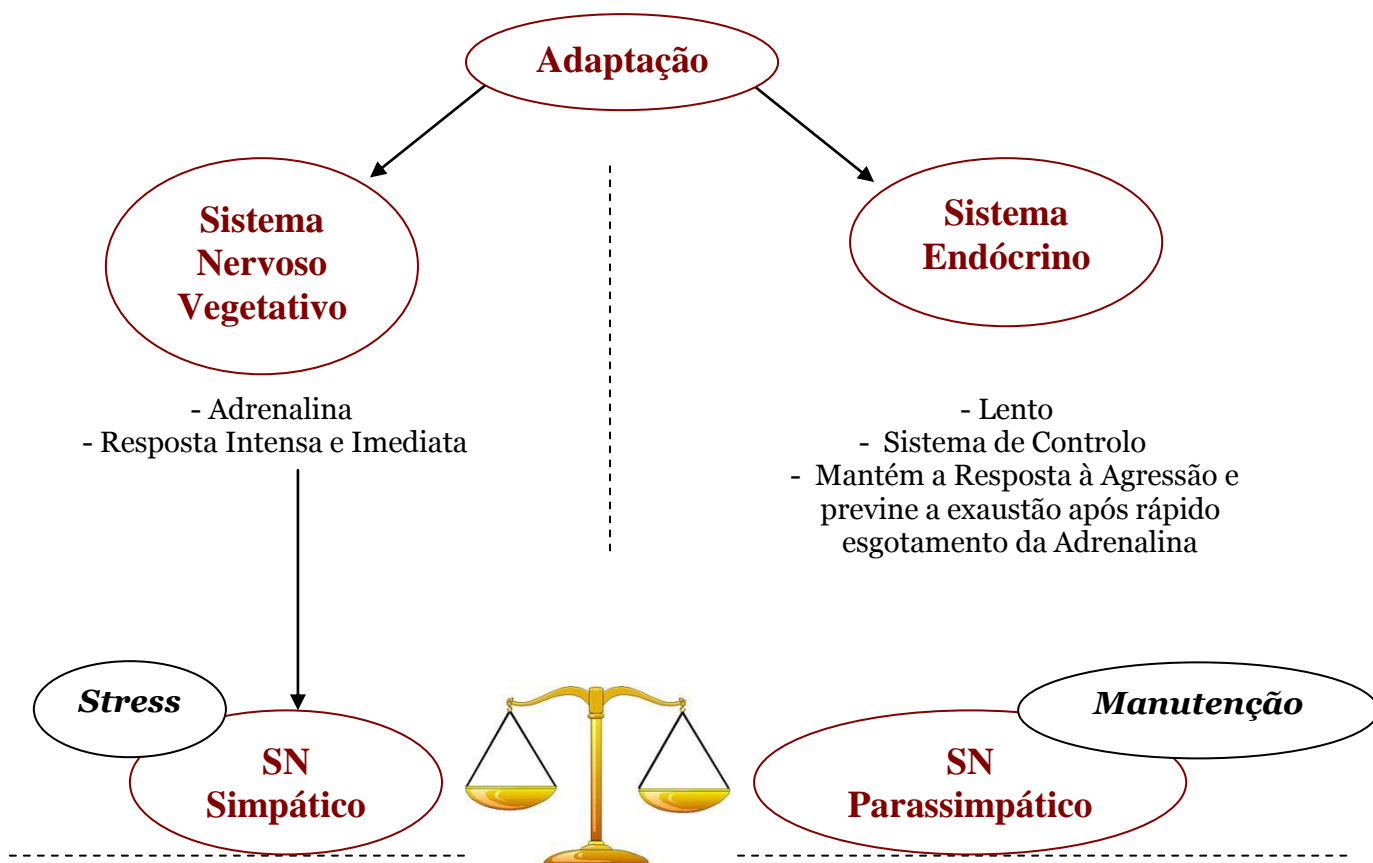 Adaptação
Sistema
Nervoso
Vegetativo
Sistema
Endócrino
- Adrenalina
- Resposta Intensa e Imediata
- Lento
- Sistema de Controlo
- Mantém a Resposta à Agressão e
previne a exaustão após rápido
esgotamento da Adrenalina
Stress
SN
Simpático
Manutenção
SN
Parassimpático